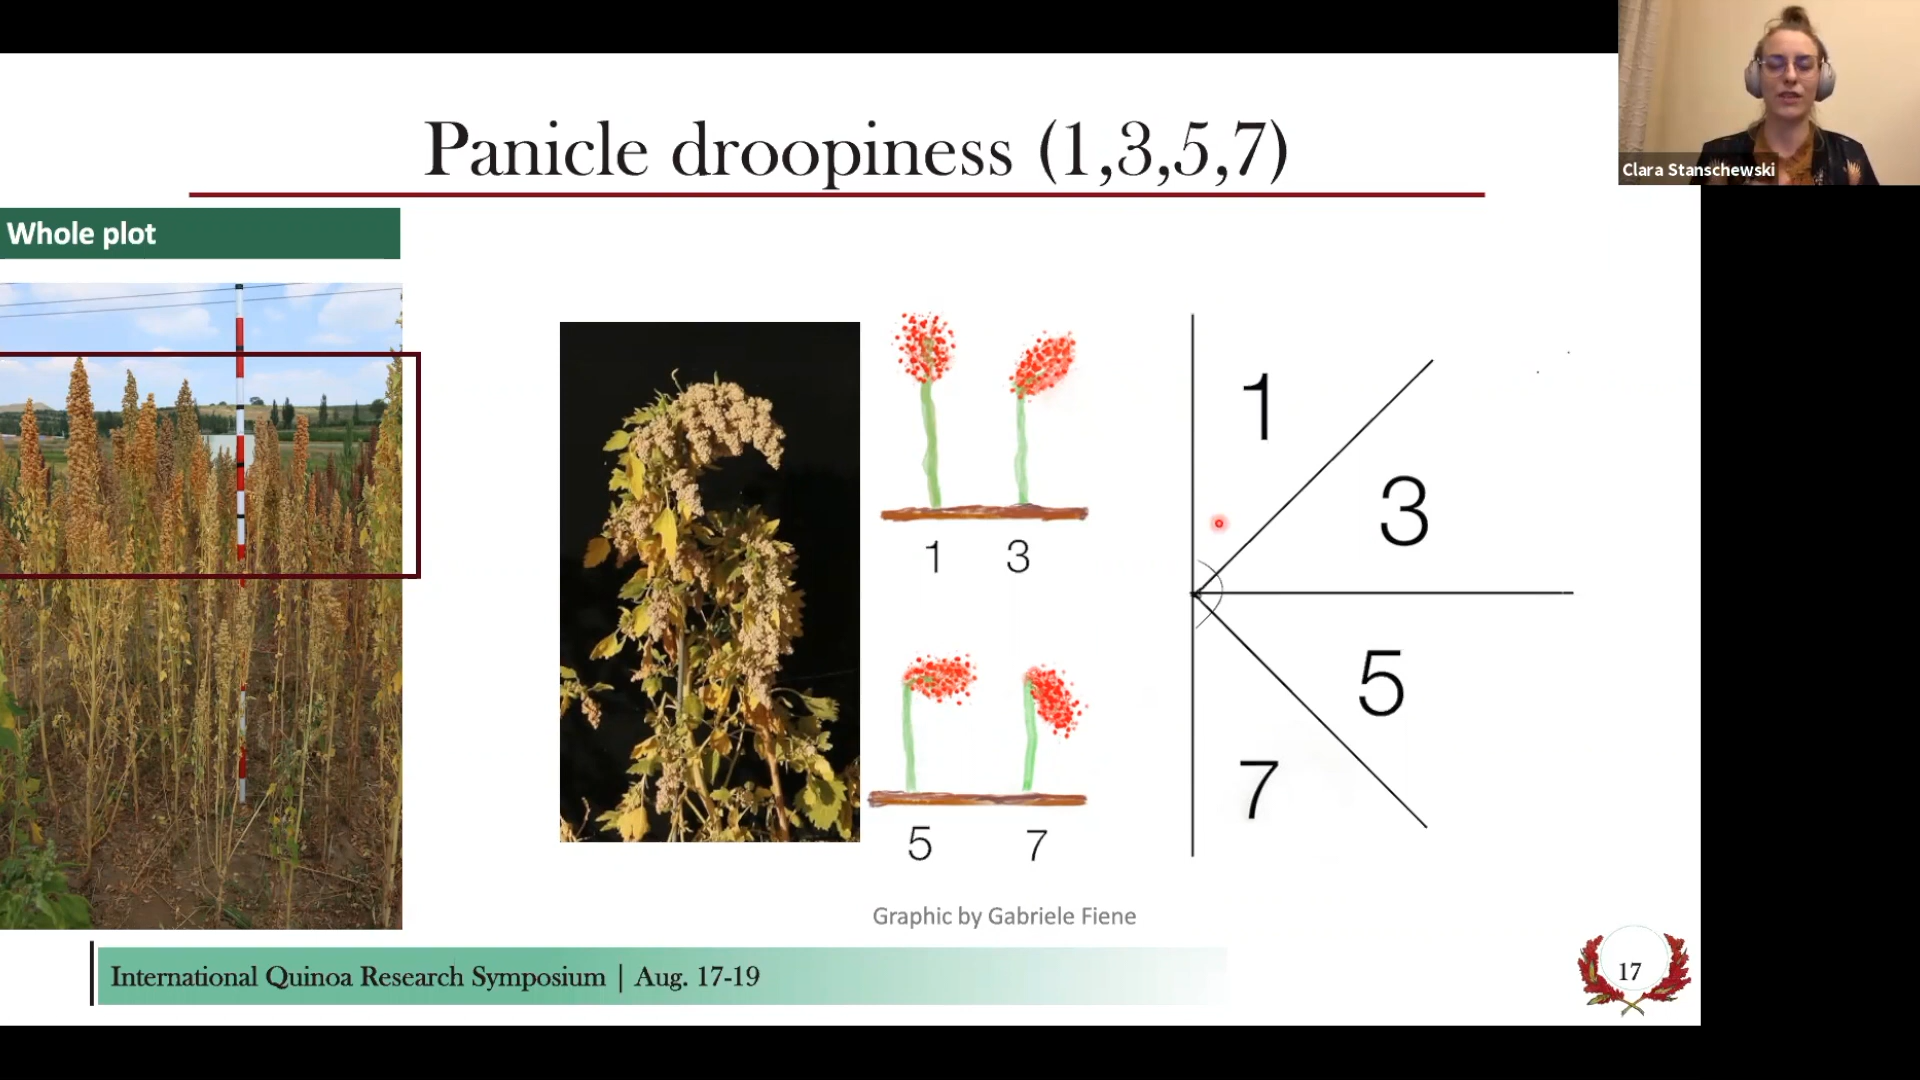 Panicle droopiness (1,3,5,7)
Clara Stanschewski
Whole plot
1 3
5 7
1
3
5
7
Graphic by Gabriele Fiene
International Quinoa Research Symposium | Aug. 17-19
17